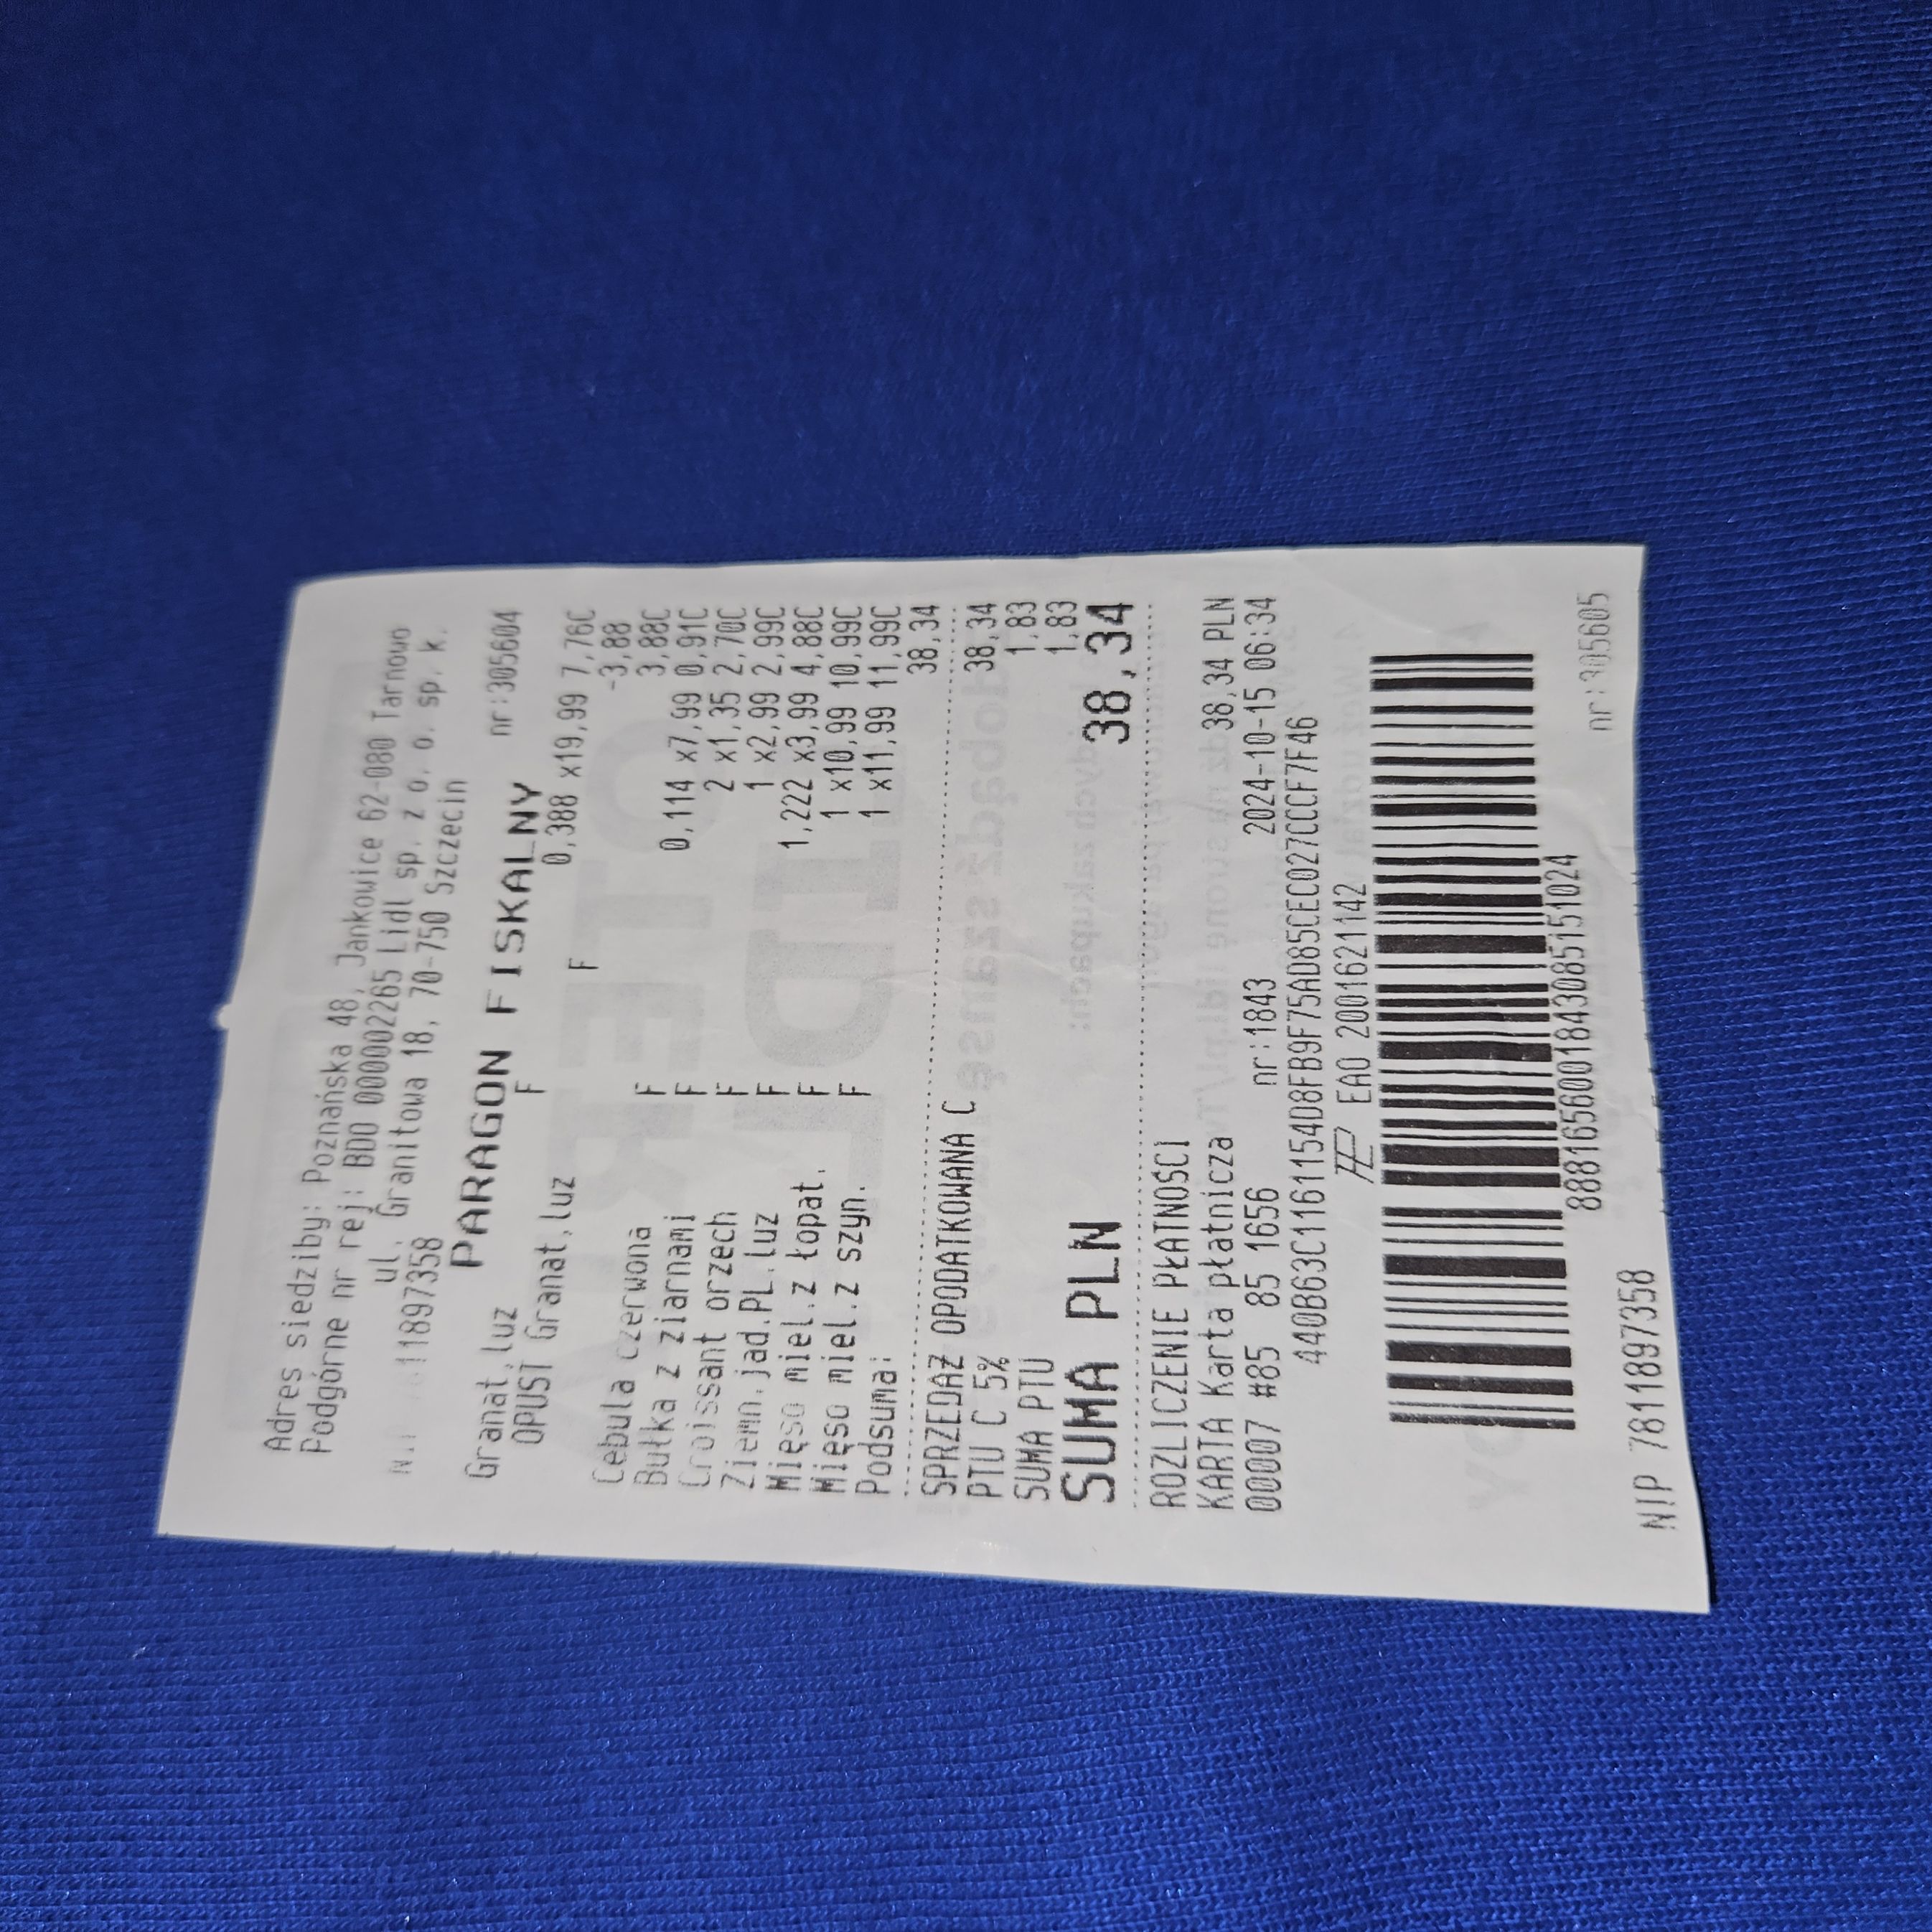 Adres siedziby: Poznańska 48, Jankowice 62-080 Tarnowo
Podgórne nr rej: BDO 000002265 Lidl sp. z o. o. sp. k.
ul. Granitowa 18, 70-750 Szczecin
NIP 7811897358 nr:305604
PARAGON FISKALNY
Granat,luz F 0,388 x19,99 7,76C
OPUST Granat,luz F -3,88
3,88C
Cebula czerwona F 0,114 x7,99 0,91C
Bułka z ziarnami F 2 x1,35 2,70C
Croissant orzech F 1 x2,99 2,99C
Ziemn.jad.PL.luz F 1,222 x3,99 4,88C
Mięso miel.z łopat. F 1 x10,99 10,99C
Mięso miel.z szyn. F 1 x11,99 11,99C
Podsuma: 38,34
SPRZEDAŻ OPODATKOWANA C 38,34
PTU C 5% 1,83
SUMA PTU 1,83
SUMA PLN 38,34
ROZLICZENIE PŁATNOŚCI
KARTA Karta płatnicza 38,34 PLN
00007 #85 85 1656 nr:1843 2024-10-15 06:34
440B63C1161154D8FB9F75AD85CEC027CCCF7F46
EAO 2001621142
8881656001843085151024
nr:305605
NIP 7811897358